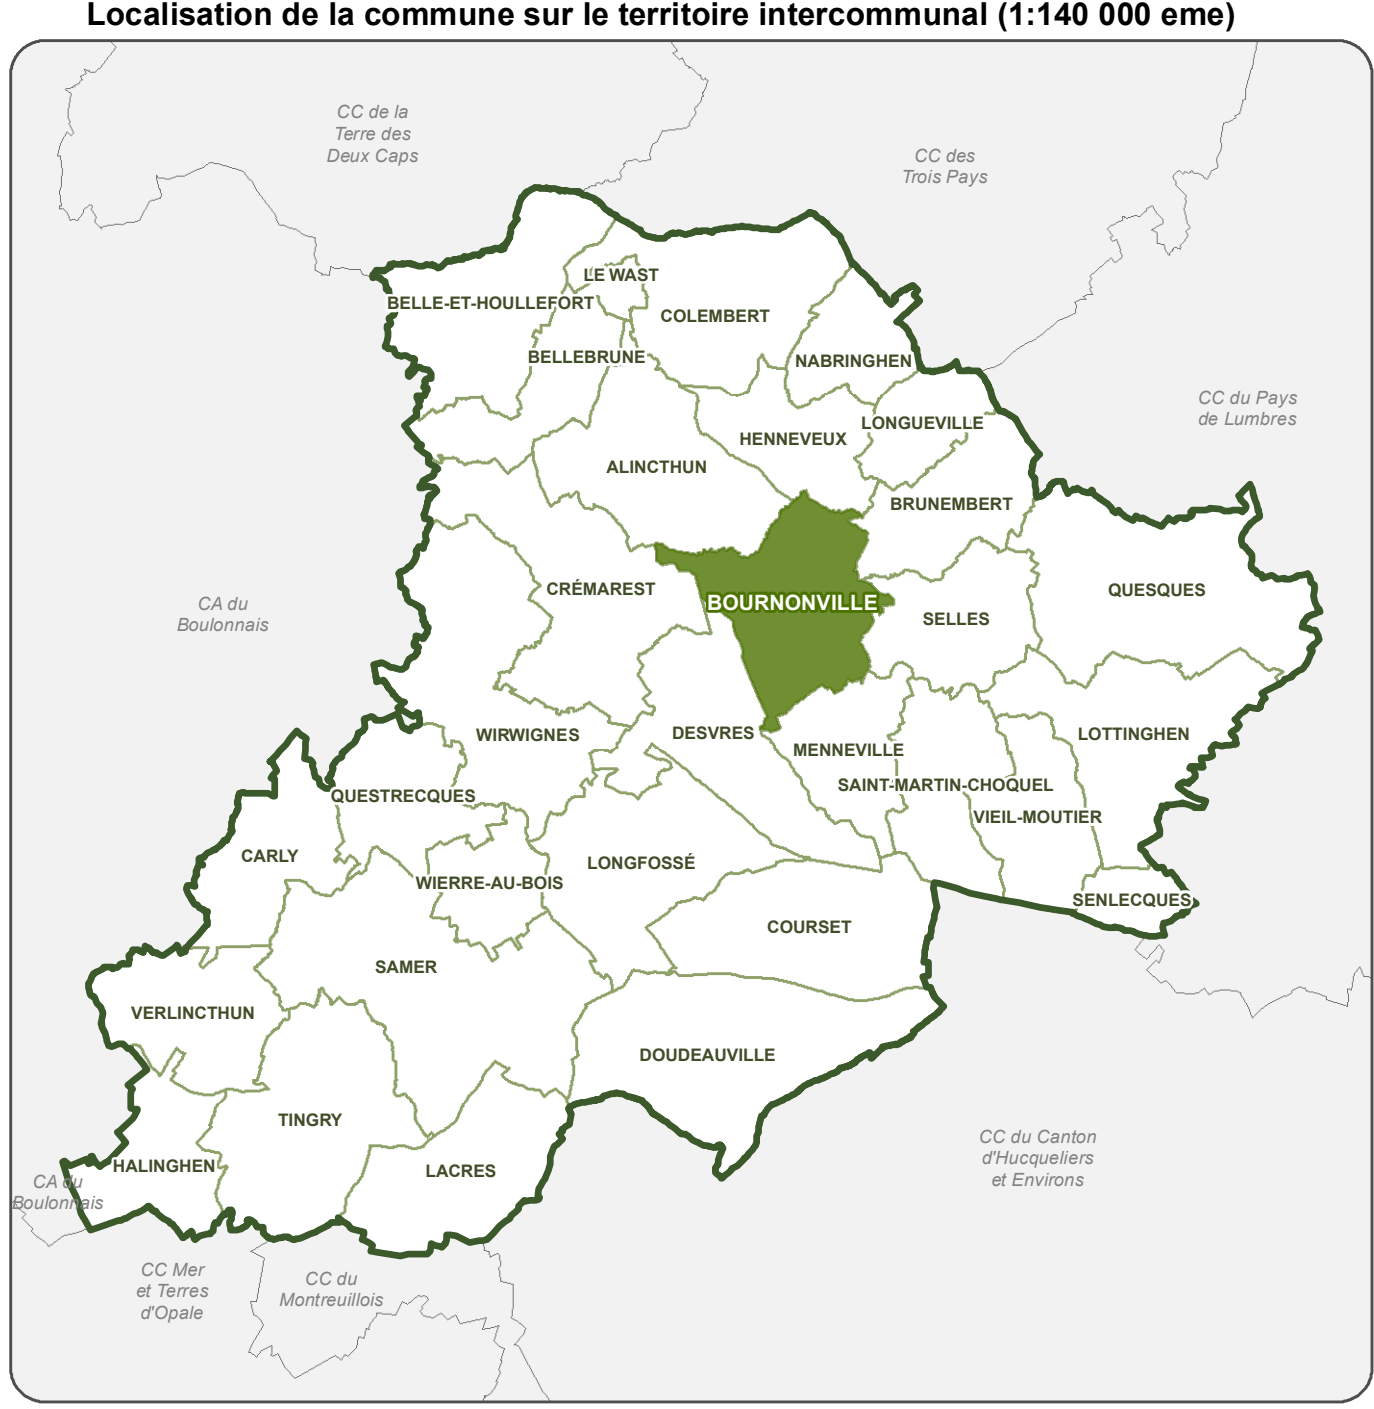 Localisation de la commune sur le territoire intercommunal (1:140 000 eme)
CC de la
Terre des
Deux Caps
CC des
Trois Pays
LE WAST
BELLE-ET-HOULLEFORT
COLEMBERT
BELLEBRUNE
NABRINGHEN
CC du Pays
de Lumbres
LONGUEVILLE
HENNEVEUX
ALINCTHUN
BRUNEMBERT
CRÉMAREST
QUESQUES
BOURNONVILLE
CA du
Boulonnais
SELLES
DESVRES
WIRWIGNES
LOTTINGHEN
MENNEVILLE
SAINT-MARTIN-CHOQUEL
QUESTRECQUES
VIEIL-MOUTIER
CARLY
LONGFOSSÉ
WIERRE-AU-BOIS
SENLECQUES
COURSET
SAMER
VERLINCTHUN
DOUDEAUVILLE
TINGRY
CC du Canton
d'Hucqueliers
et Environs
HALINGHEN
LACRES
CA du
Boulonnais
CC Mer
et Terres
d'Opale
CC du
Montreuillois